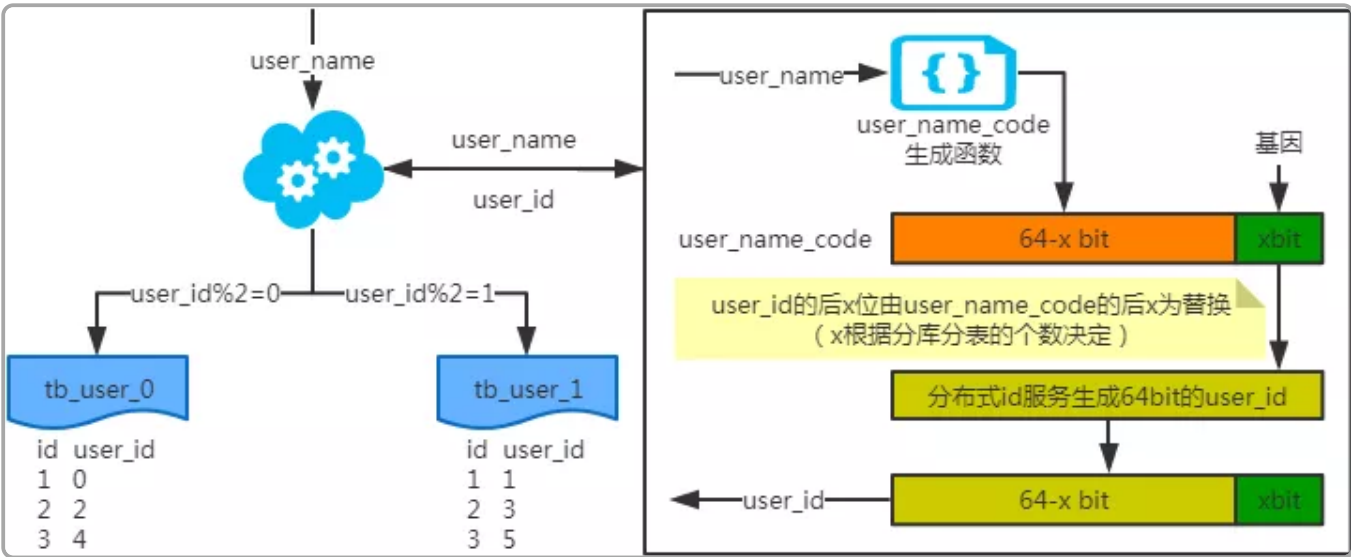 user_name
user_name
user_id
user_id%2=0
user_id%2=1
tb_user_0
id user_id
1 0
2 2
3 4
tb_user_1
id user_id
1 1
2 3
3 5
user_name
{}
user_name_code
生成函数
基因
user_name_code
64-x bit
xbit
user_id的后x位由user_name_code的后x为替换
（x根据分库分表的个数决定）
分布式id服务生成64bit的user_id
user_id
64-x bit
xbit